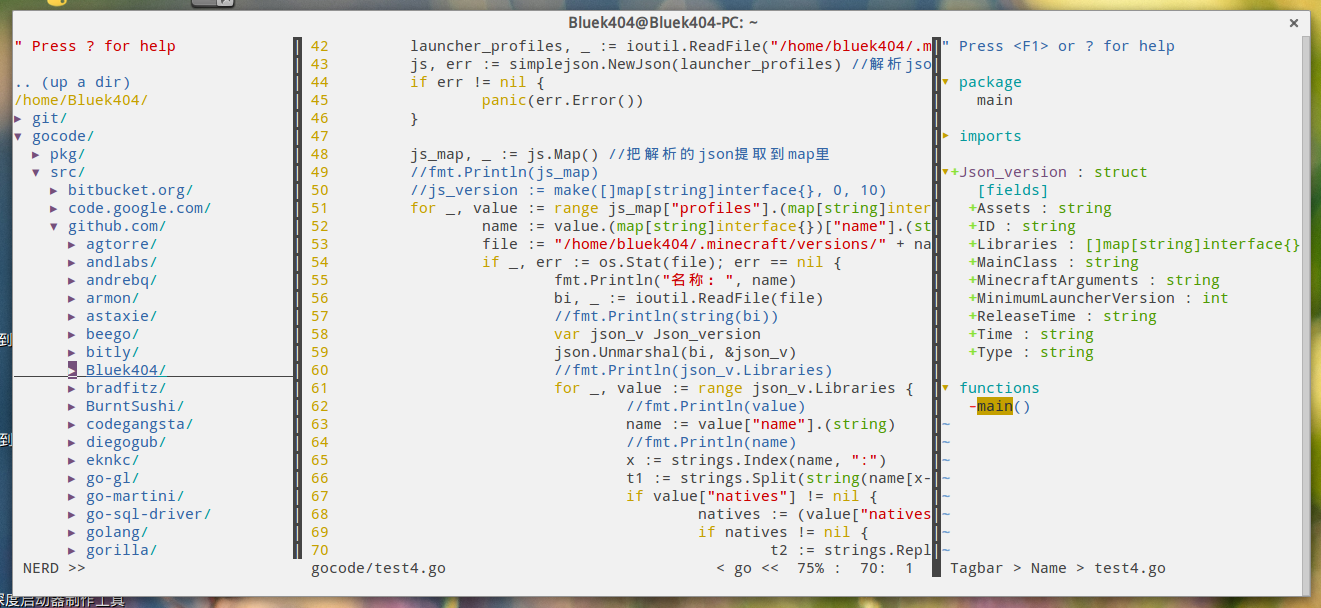 Bluek404@Bluek404-PC: ~
" Press ? for help
.. (up a dir)
/home/Bluek404/
▸ git/
▾ gocode/
▸ pkg/
▾ src/
▸ bitbucket.org/
▸ code.google.com/
▾ github.com/
▸ agtorre/
▸ andlabs/
▸ andrebq/
▸ armon/
▸ astaxie/
▸ beego/
▸ bitly/
▸ Bluek404/
▸ bradfitz/
▸ BurntSushi/
▸ codegangsta/
▸ diegogub/
▸ eknkc/
▸ go-gl/
▸ go-martini/
▸ go-sql-driver/
▸ golang/
▸ gorilla/
NERD >>
42 launcher_profiles, _ := ioutil.ReadFile("/home/bluek404/.m
43 js, err := simplejson.NewJson(launcher_profiles) //解析jso
44 if err != nil {
45 panic(err.Error())
46 }
47
48 js_map, _ := js.Map() //把解析的json提取到map里
49 //fmt.Println(js_map)
50 //js_version := make([]map[string]interface{}, 0, 10)
51 for _, value := range js_map["profiles"].(map[string]inter
52 name := value.(map[string]interface{})["name"].(st
53 file := "/home/bluek404/.minecraft/versions/" + na
54 if _, err := os.Stat(file); err == nil {
55 fmt.Println("名称: ", name)
56 bi, _ := ioutil.ReadFile(file)
57 //fmt.Println(string(bi))
58 var json_v Json_version
59 json.Unmarshal(bi, &json_v)
60 //fmt.Println(json_v.Libraries)
61 for _, value := range json_v.Libraries {
62 //fmt.Println(value)
63 name := value["name"].(string)
64 //fmt.Println(name)
65 x := strings.Index(name, ":")
66 t1 := strings.Split(string(name[x-
67 if value["natives"] != nil {
68 natives := (value["natives
69 if natives != nil {
70 t2 := strings.Repl
gocode/test4.go < go << 75% : 70: 1
" Press <F1> or ? for help
▾ package
main
▸ imports
▾+Json_version : struct
[fields]
+Assets : string
+ID : string
+Libraries : []map[string]interface{}
+MainClass : string
+MinecraftArguments : string
+MinimumLauncherVersion : int
+ReleaseTime : string
+Time : string
+Type : string
▾ functions
-main()
~
~
~
~
~
~
~
~
Tagbar > Name > test4.go
到
到
深度启动器制作工具